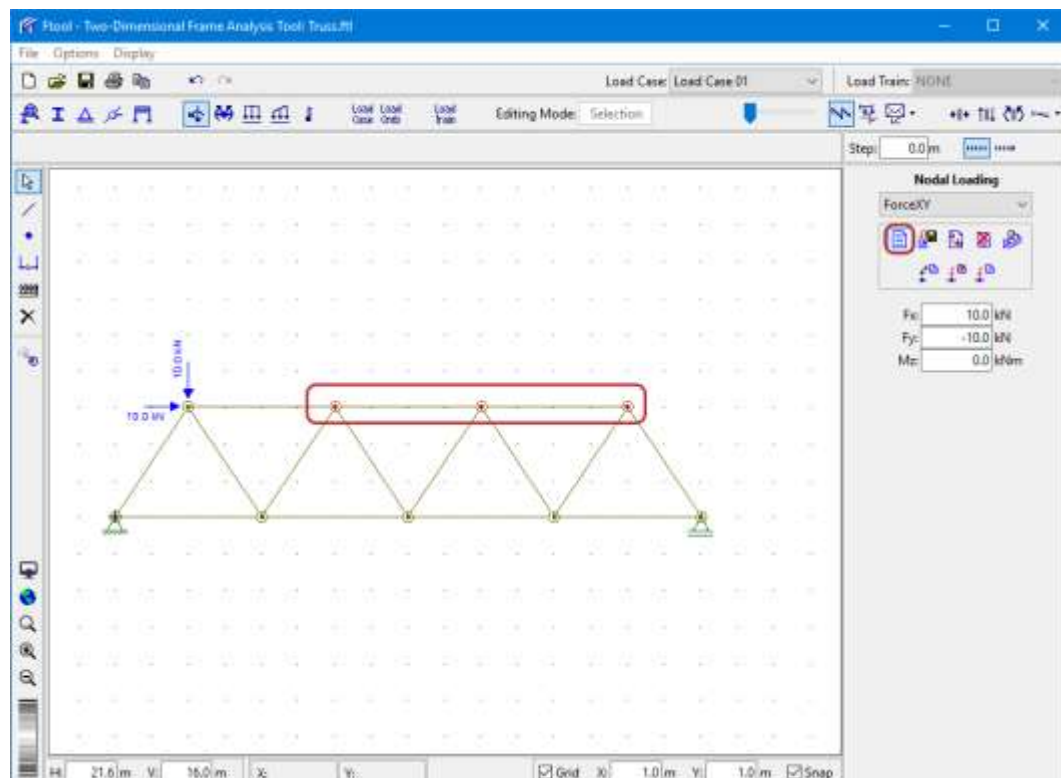 Ftool - Two-Dimensional Frame Analysis Tool: Truss.ftl
File Options Display
Load Case: Load Case 01 Load Train: NONE
Load Case Load Cmb Load Train Editing Mode: Selection
Step: 0.0 m
Nodal Loading
ForceXY
Fx: 10.0 kN
Fy: -10.0 kN
Mz: 0.0 kNm
10.0 kN
10.0 kN
H: 21.6 m V: 16.0 m X: Y: Grid X: 1.0 m Y: 1.0 m Snap